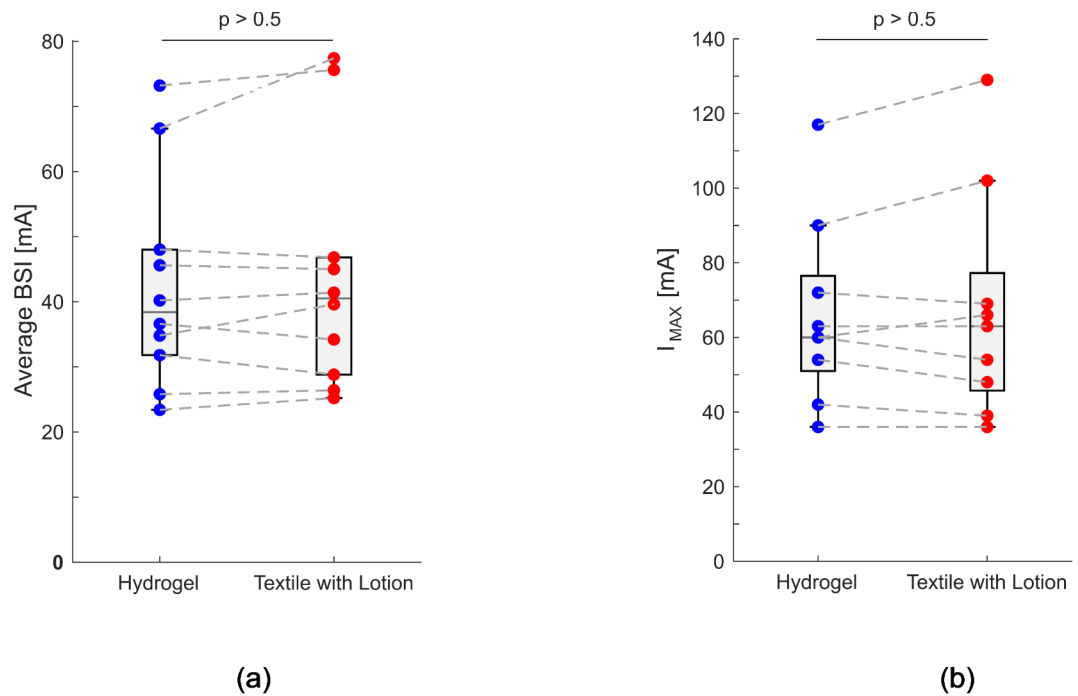 p > 0.5
80
60
40
20
0
Average BSI [mA]
Hydrogel
Textile with Lotion
(a)
p > 0.5
140
120
100
80
60
40
20
0
I_MAX [mA]
Hydrogel
Textile with Lotion
(b)